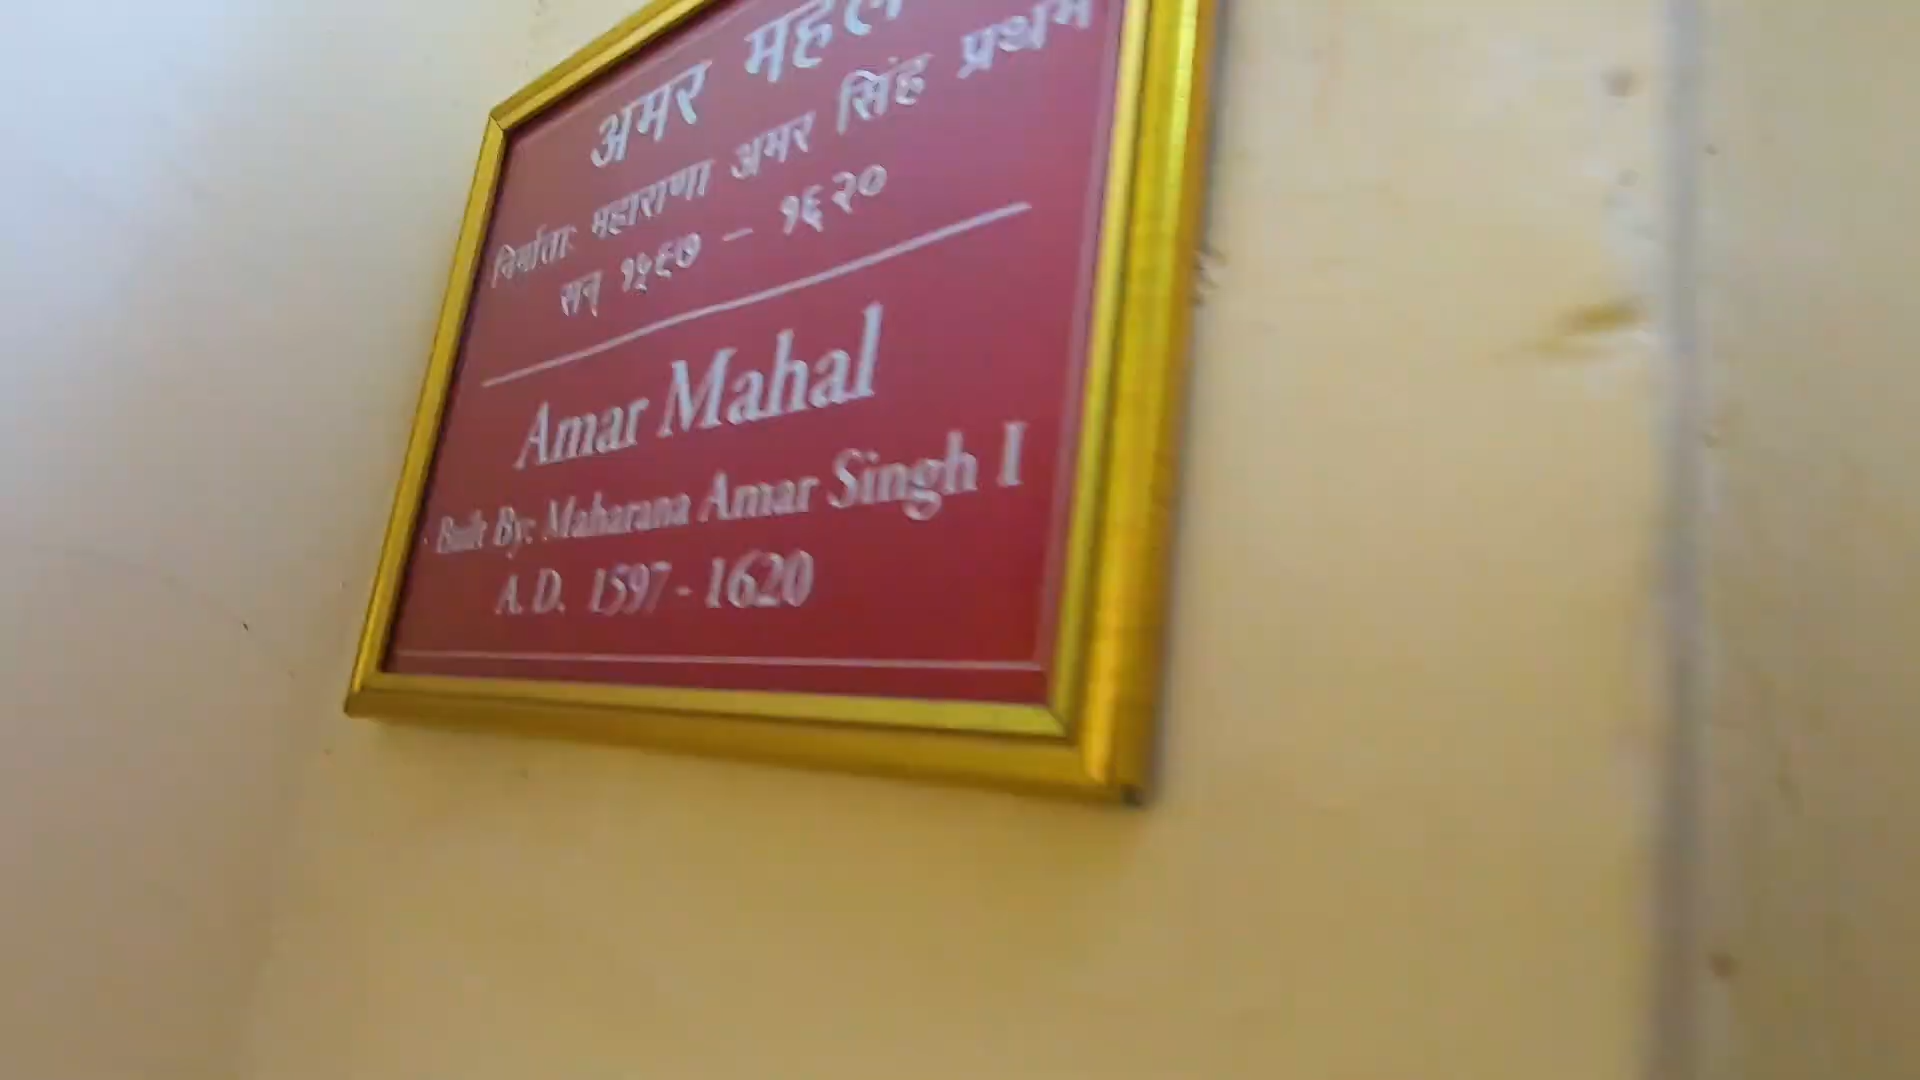 अमर महल
निर्माता: महाराणा अमर सिंह प्रथम
सन् १५९७ – १६२०
Amar Mahal
Built By: Maharana Amar Singh I
A. D. 1597 - 1620